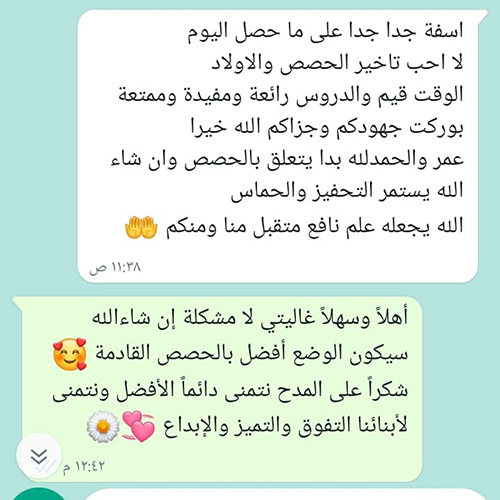 اسفة جدا جدا على ما حصل اليوم
لا احب تاخير الحصص والاولاد
الوقت قيم والدروس رائعة ومفيدة وممتعة
بوركت جهودكم وجزاكم الله خيرا
عمر والحمدلله بدا يتعلق بالحصص وان شاء
الله يستمر التحفيز والحماس
الله يجعله علم نافع متقبل منا ومنكم 🤲
١١:٣٨ ص
أهلاً وسهلاً غاليتي لا مشكلة إن شاءالله
سيكون الوضع أفضل بالحصص القادمة 🥰
شكراً على المدح نتمنى دائماً الأفضل ونتمنى
لأبنائنا التفوق والتميز والإبداع 💞🌼
١٢:٤٢ م